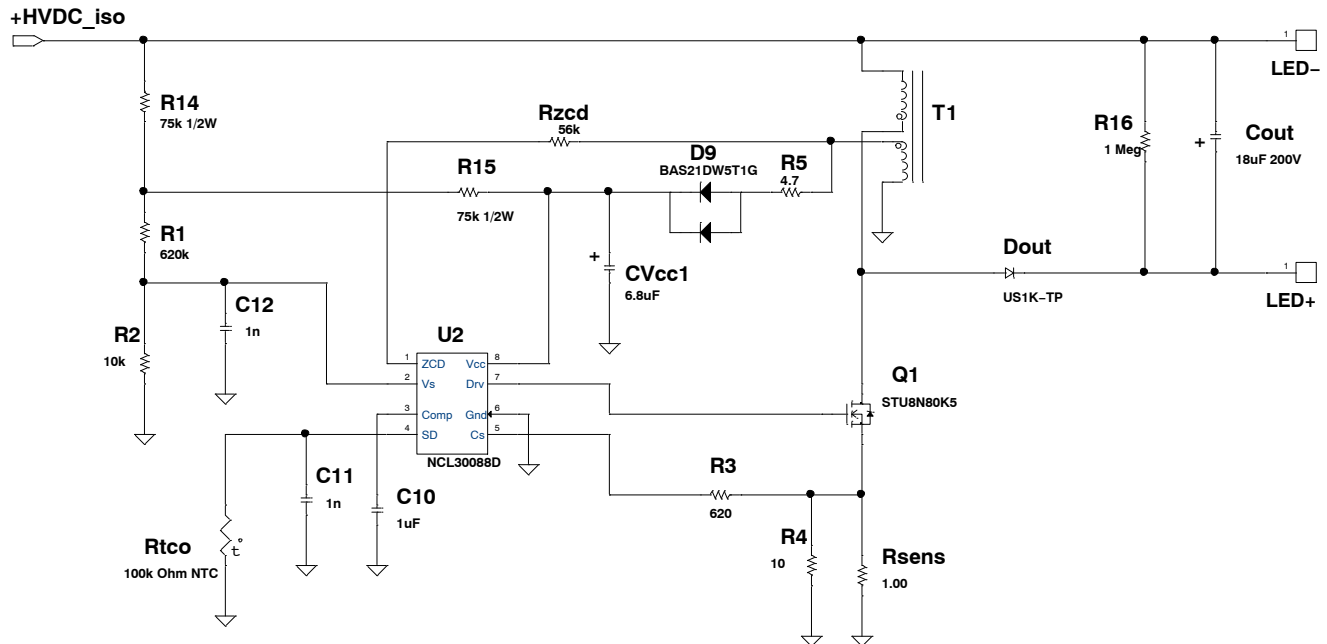 +HVDC_iso
1
LED-
R14
75k 1/2W
Rzcd
56k
T1
R16
1 Meg
+
Cout
18uF 200V
R15
75k 1/2W
D9
BAS21DW5T1G
R5
4.7
R1
620k
+
CVcc1
6.8uF
Dout
US1K-TP
1
LED+
C12
1n
R2
10k
U2
1
ZCD
Vcc
8
2
Vs
Drv
7
3
Comp
Gnd
6
4
SD
Cs
5
NCL30088D
Q1
STU8N80K5
C11
1n
C10
1uF
R3
620
Rtco
t°
100k Ohm NTC
R4
10
Rsens
1.00